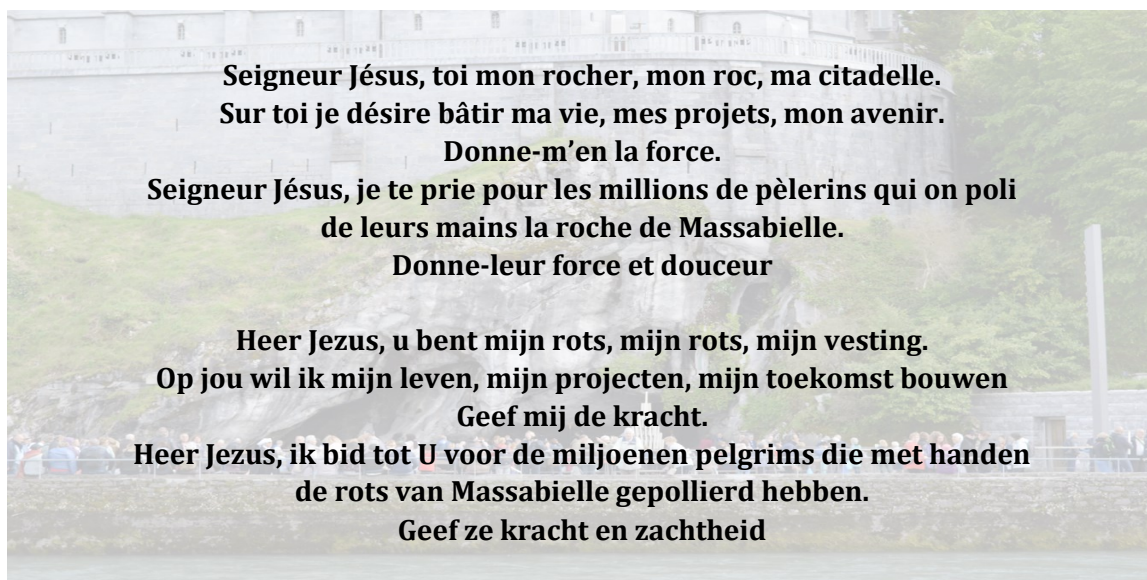 Seigneur Jésus, toi mon rocher, mon roc, ma citadelle.
Sur toi je désire bâtir ma vie, mes projets, mon avenir.
Donne-m’en la force.
Seigneur Jésus, je te prie pour les millions de pèlerins qui on poli
de leurs mains la roche de Massabielle.
Donne-leur force et douceur
Heer Jezus, u bent mijn rots, mijn rots, mijn vesting.
Op jou wil ik mijn leven, mijn projecten, mijn toekomst bouwen
Geef mij de kracht.
Heer Jezus, ik bid tot U voor de miljoenen pelgrims die met handen
de rots van Massabielle gepollierd hebben.
Geef ze kracht en zachtheid